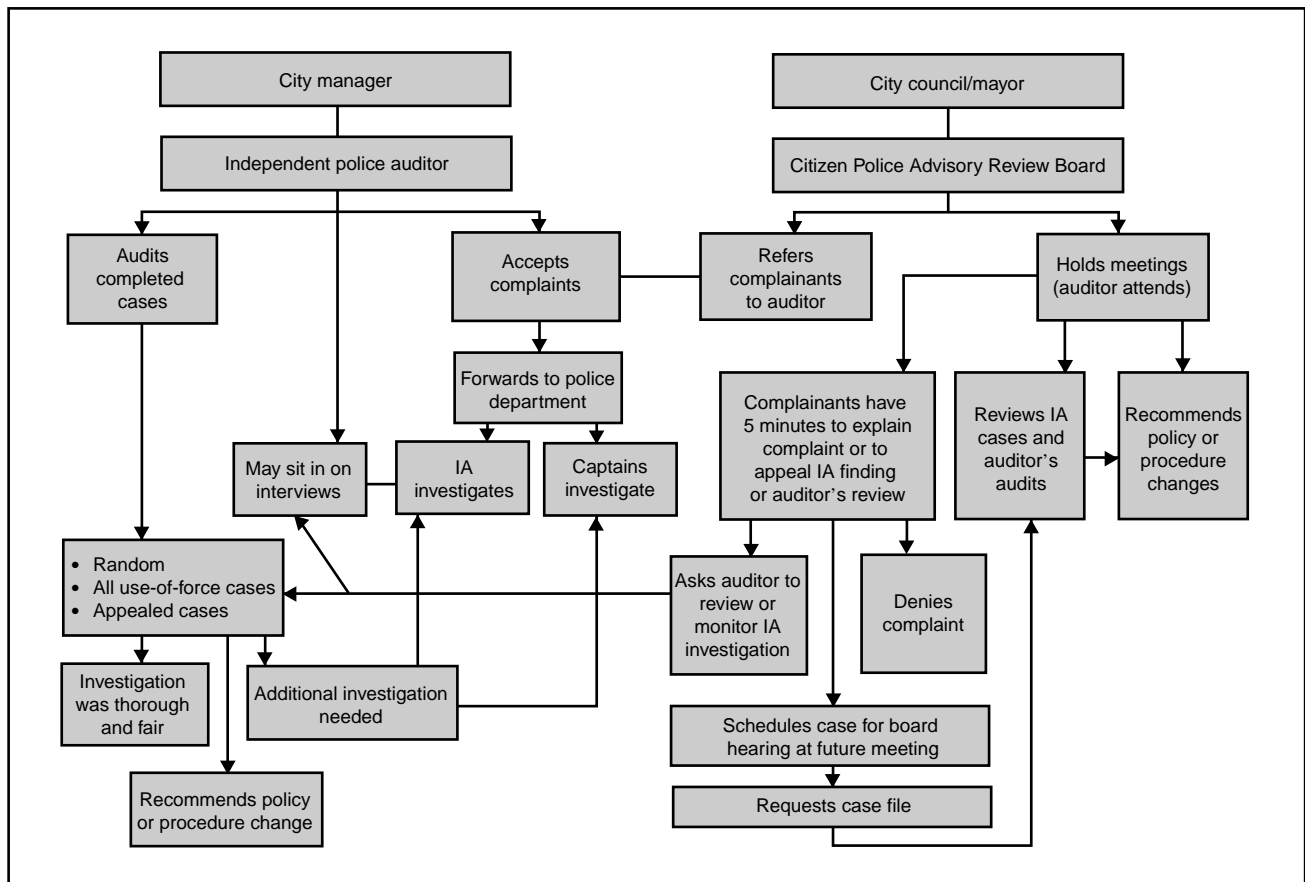 City manager
City council/mayor
Independent police auditor
Citizen Police Advisory Review Board
Audits
completed
cases
Accepts
complaints
Refers
complainants
to auditor
Holds meetings
(auditor attends)
Forwards to police
department
Complainants have
5 minutes to explain
complaint or to
appeal IA finding
or auditor's review
Reviews IA
cases and
auditor's
audits
Recommends
policy or
procedure
changes
May sit in on
interviews
IA
investigates
Captains
investigate
• Random
• All use-of-force cases
• Appealed cases
Asks auditor to
review or
monitor IA
investigation
Denies
complaint
Investigation
was thorough
and fair
Additional investigation
needed
Schedules case for board
hearing at future meeting
Recommends policy
or procedure change
Requests case file